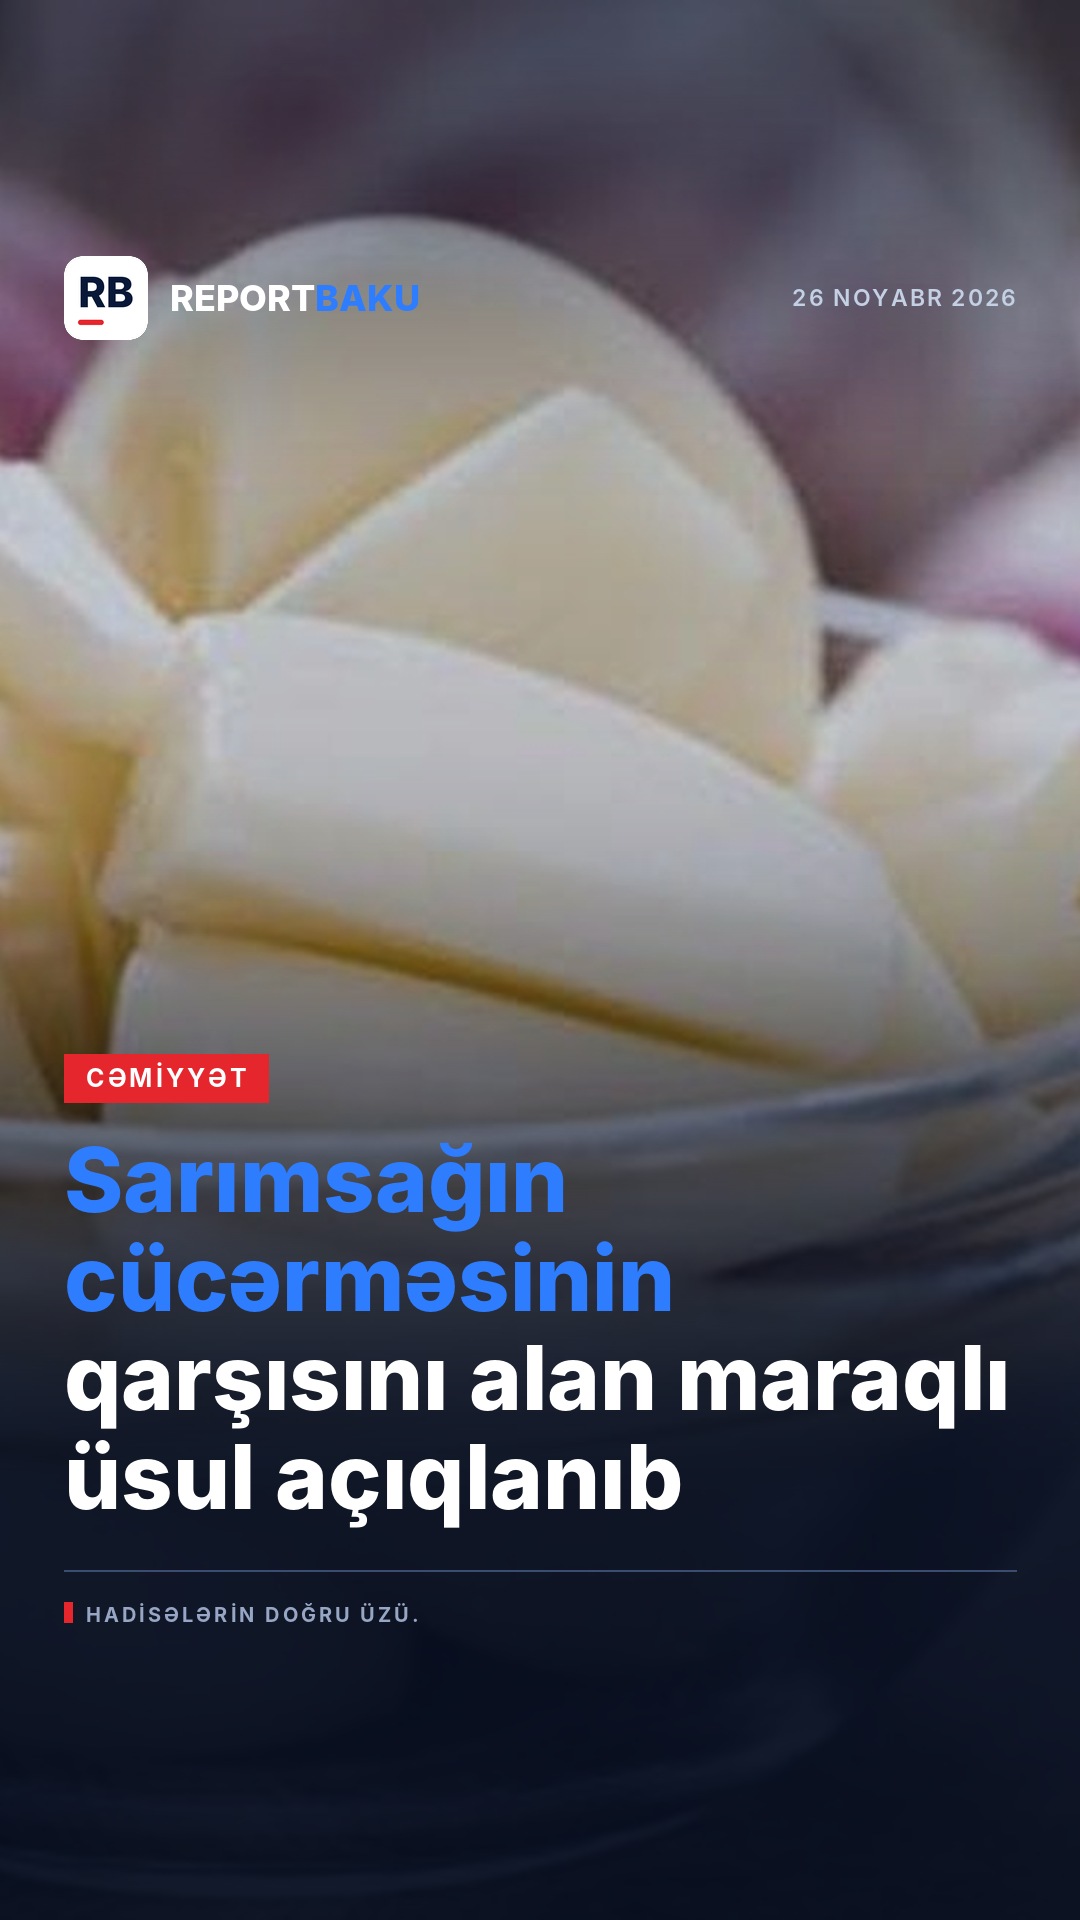 RB
REPORTBAKU
26 NOYABR 2026
CƏMİYYƏT
Sarımsağın
cücərməsinin
qarşısını alan maraqlı
üsul açıqlanıb
HADİSƏLƏRİN DOĞRU ÜZÜ.